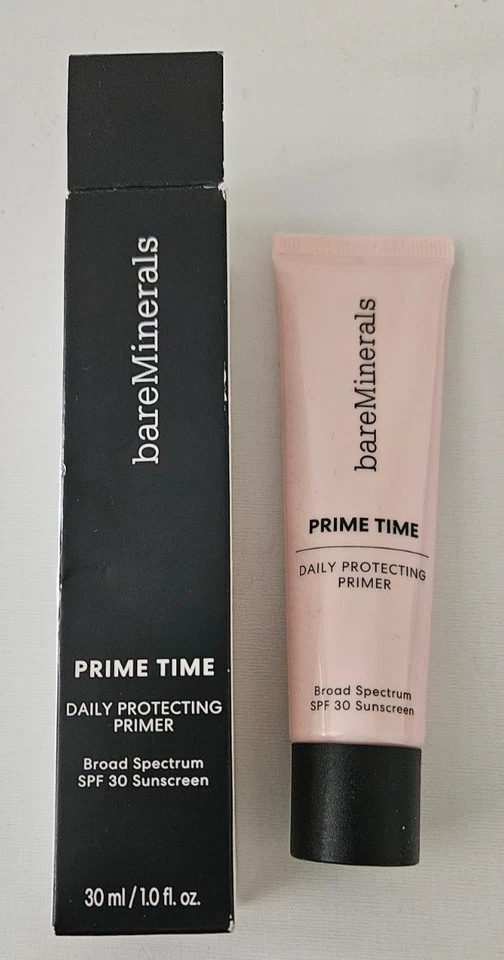 bareMinerals
PRIME TIME
DAILY PROTECTING
PRIMER
Broad Spectrum
SPF 30 Sunscreen
30 ml / 1.0 fl. oz.
bareMinerals
PRIME TIME
DAILY PROTECTING
PRIMER
Broad Spectrum
SPF 30 Sunscreen